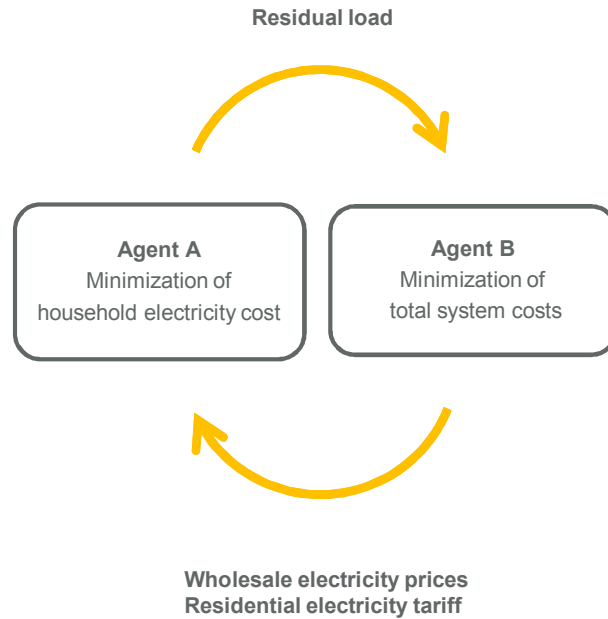 Residual load
Agent A
Minimization of
household electricity cost
Agent B
Minimization of
total system costs
Wholesale electricity prices
Residential electricity tariff